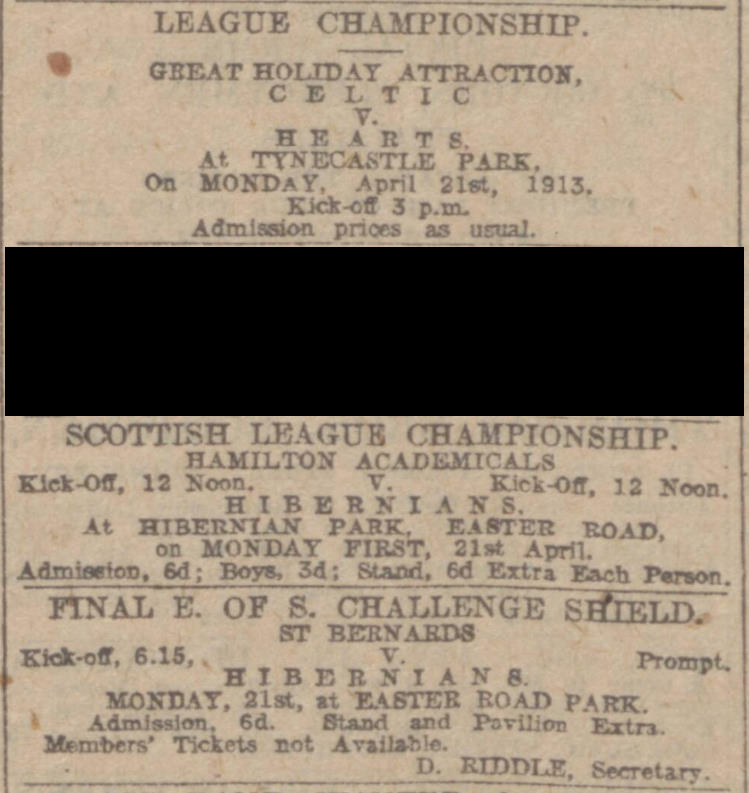 LEAGUE CHAMPIONSHIP.
GREAT HOLIDAY ATTRACTION,
CELTIC
V.
HEARTS.
At TYNECASTLE PARK,
On MONDAY, April 21st, 1913.
Kick-off 3 p.m.
Admission prices as usual.
SCOTTISH LEAGUE CHAMPIONSHIP.
HAMILTON ACADEMICALS
Kick-Off, 12 Noon. V. Kick-Off, 12 Noon.
HIBERNIANS.
At HIBERNIAN PARK, EASTER ROAD,
on MONDAY FIRST, 21st April.
Admission, 6d; Boys, 3d; Stand, 6d Extra Each Person.
FINAL E. OF S. CHALLENGE SHIELD.
ST BERNARDS
Kick-off, 6.15, V. Prompt.
HIBERNIANS.
MONDAY, 21st, at EASTER ROAD PARK.
Admission, 6d. Stand and Pavilion Extra.
Members' Tickets not Available.
D. RIDDLE, Secretary.